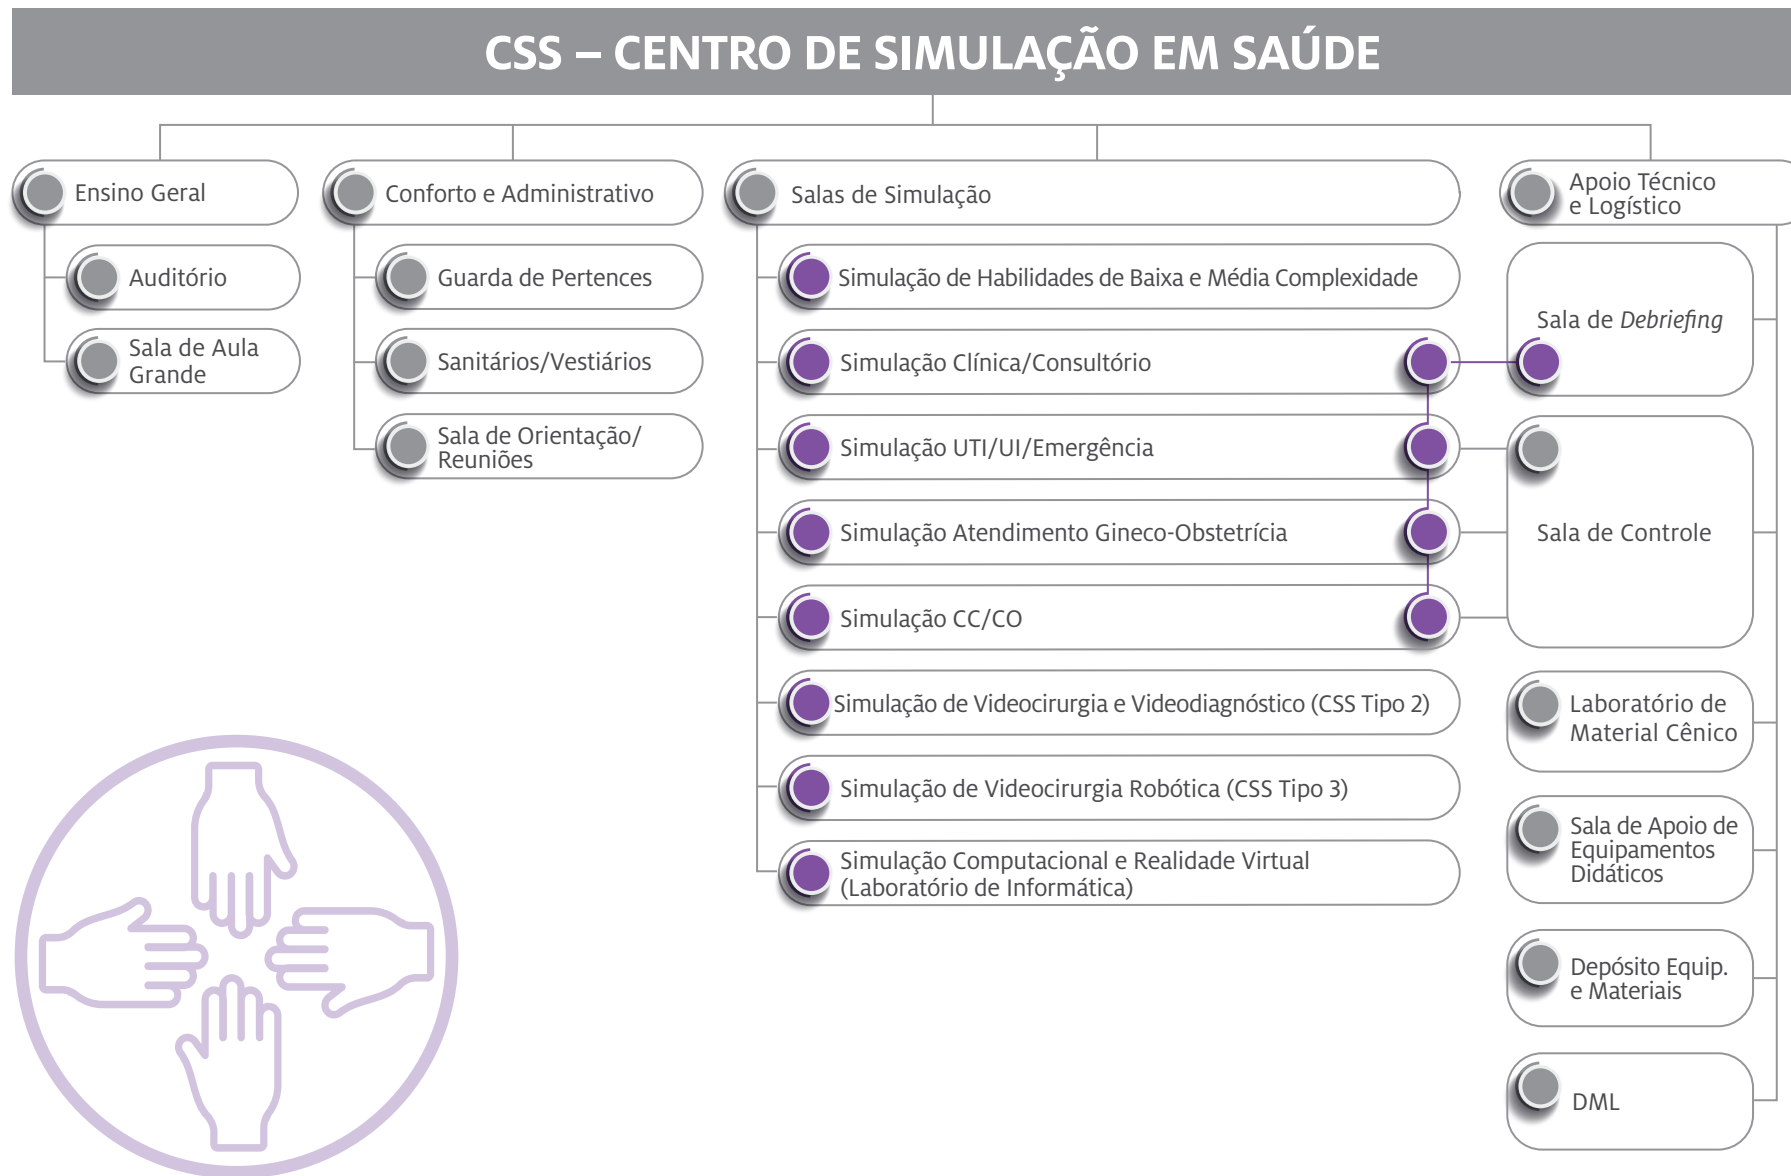 CSS – CENTRO DE SIMULAÇÃO EM SAÚDE
Ensino Geral
Auditório
Sala de Aula
Grande
Conforto e Administrativo
Guarda de Pertences
Sanitários/Vestiários
Sala de Orientação/
Reuniões
Salas de Simulação
Simulação de Habilidades de Baixa e Média Complexidade
Simulação Clínica/Consultório
Simulação UTI/UI/Emergência
Simulação Atendimento Gineco-Obstetrícia
Simulação CC/CO
Simulação de Videocirurgia e Videodiagnóstico (CSS Tipo 2)
Simulação de Videocirurgia Robótica (CSS Tipo 3)
Simulação Computacional e Realidade Virtual
(Laboratório de Informática)
Apoio Técnico
e Logístico
Sala de Debriefing
Sala de Controle
Laboratório de
Material Cênico
Sala de Apoio de
Equipamentos
Didáticos
Depósito Equip.
e Materiais
DML